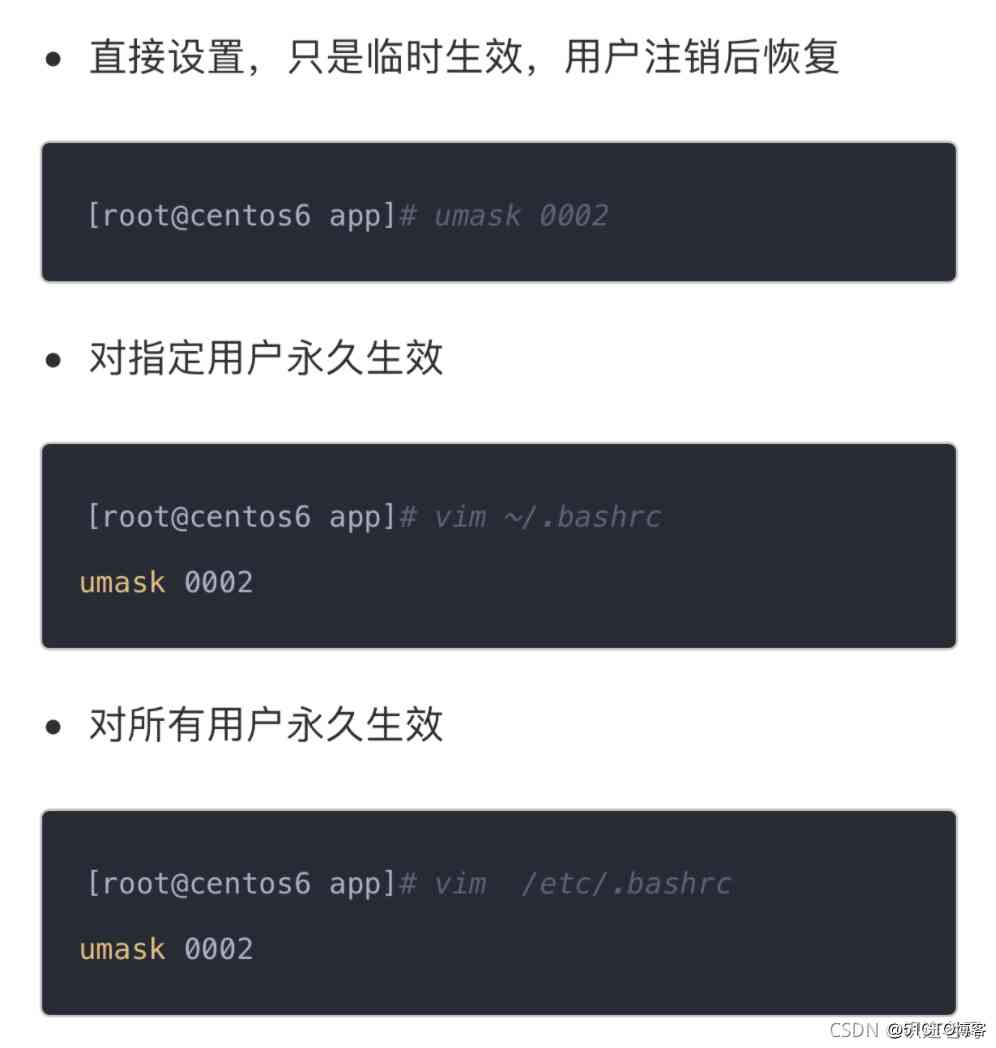 • 直接设置，只是临时生效，用户注销后恢复
[root@centos6 app]# umask 0002
• 对指定用户永久生效
[root@centos6 app]# vim ~/.bashrc
umask 0002
• 对所有用户永久生效
[root@centos6 app]# vim  /etc/.bashrc
umask 0002
CSDN @51CTO博客